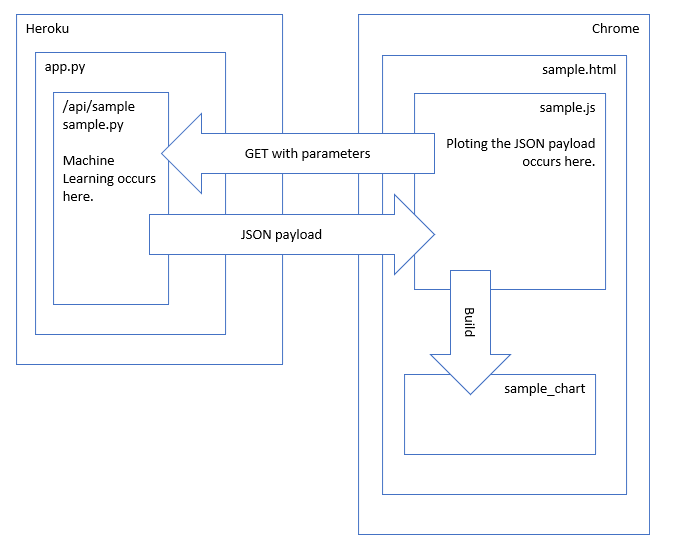 Heroku
app.py
/api/sample
sample.py
Machine
Learning occurs
here.
GET with parameters
JSON payload
Chrome
sample.html
sample.js
Ploting the JSON payload
occurs here.
Build
sample_chart